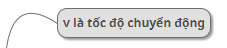 v là tốc độ chuyển động